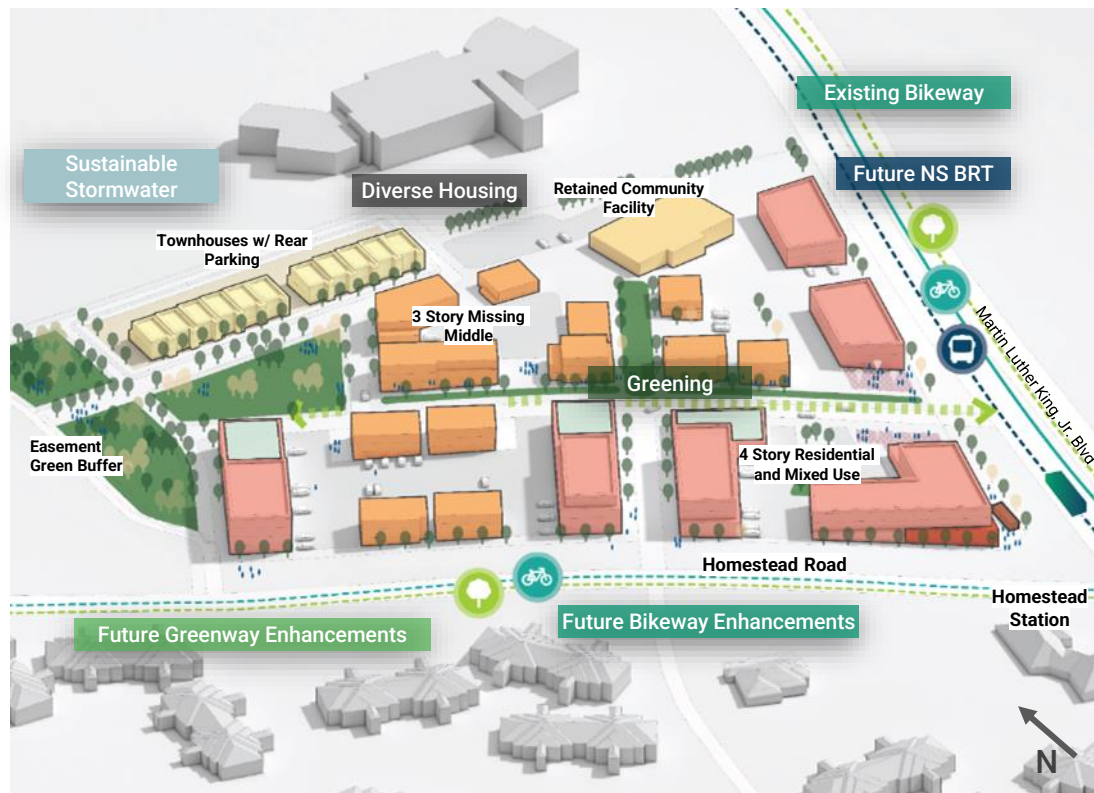 Existing Bikeway
Sustainable
Stormwater
Diverse Housing
Retained Community
Facility
Future NS BRT
Townhouses w/ Rear
Parking
3 Story Missing
Middle
Martin Luther King, Jr. Blvd
Greening
Easement
Green Buffer
4 Story Residential
and Mixed Use
Homestead Road
Homestead
Station
Future Greenway Enhancements
Future Bikeway Enhancements
N